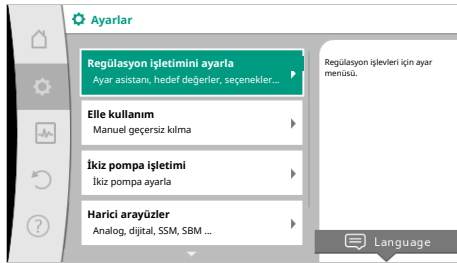 Ayarlar
Regülasyon işletimini ayarla
Ayar asistanı, hedef değerler, seçenekler...
Elle kullanım
Manuel geçersiz kılma
İkiz pompa işletimi
İkiz pompa ayarla
Harici arayüzler
Analog, dijital, SSM, SBM ...
Regülasyon işlevleri için ayar
menüsü.
Language